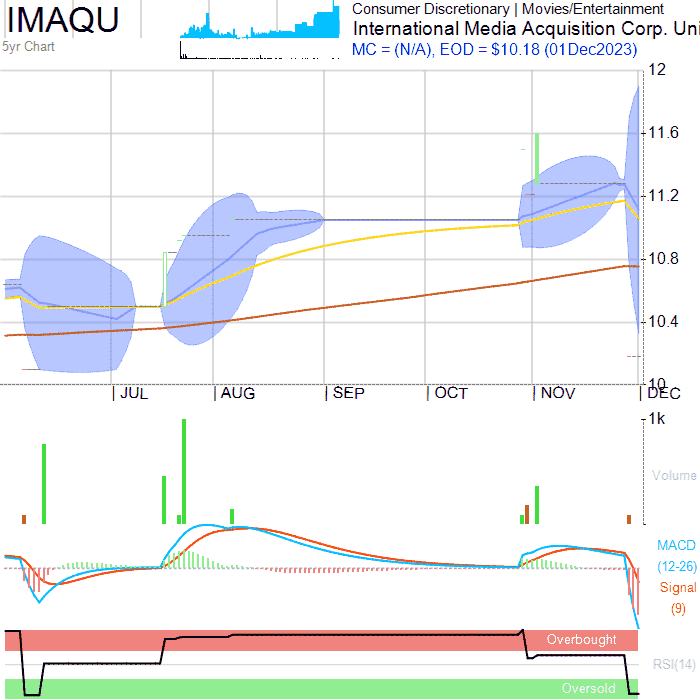 IMAQU
5yr Chart
Consumer Discretionary | Movies/Entertainment
International Media Acquisition Corp. Uni
MC = (N/A), EOD = $10.18 (01Dec2023)
12
11.6
11.2
10.8
10.4
10
JUL AUG SEP OCT NOV DEC
1k
Volume
MACD
(12-26)
Signal
(9)
Overbought
RSI(14)
Oversold